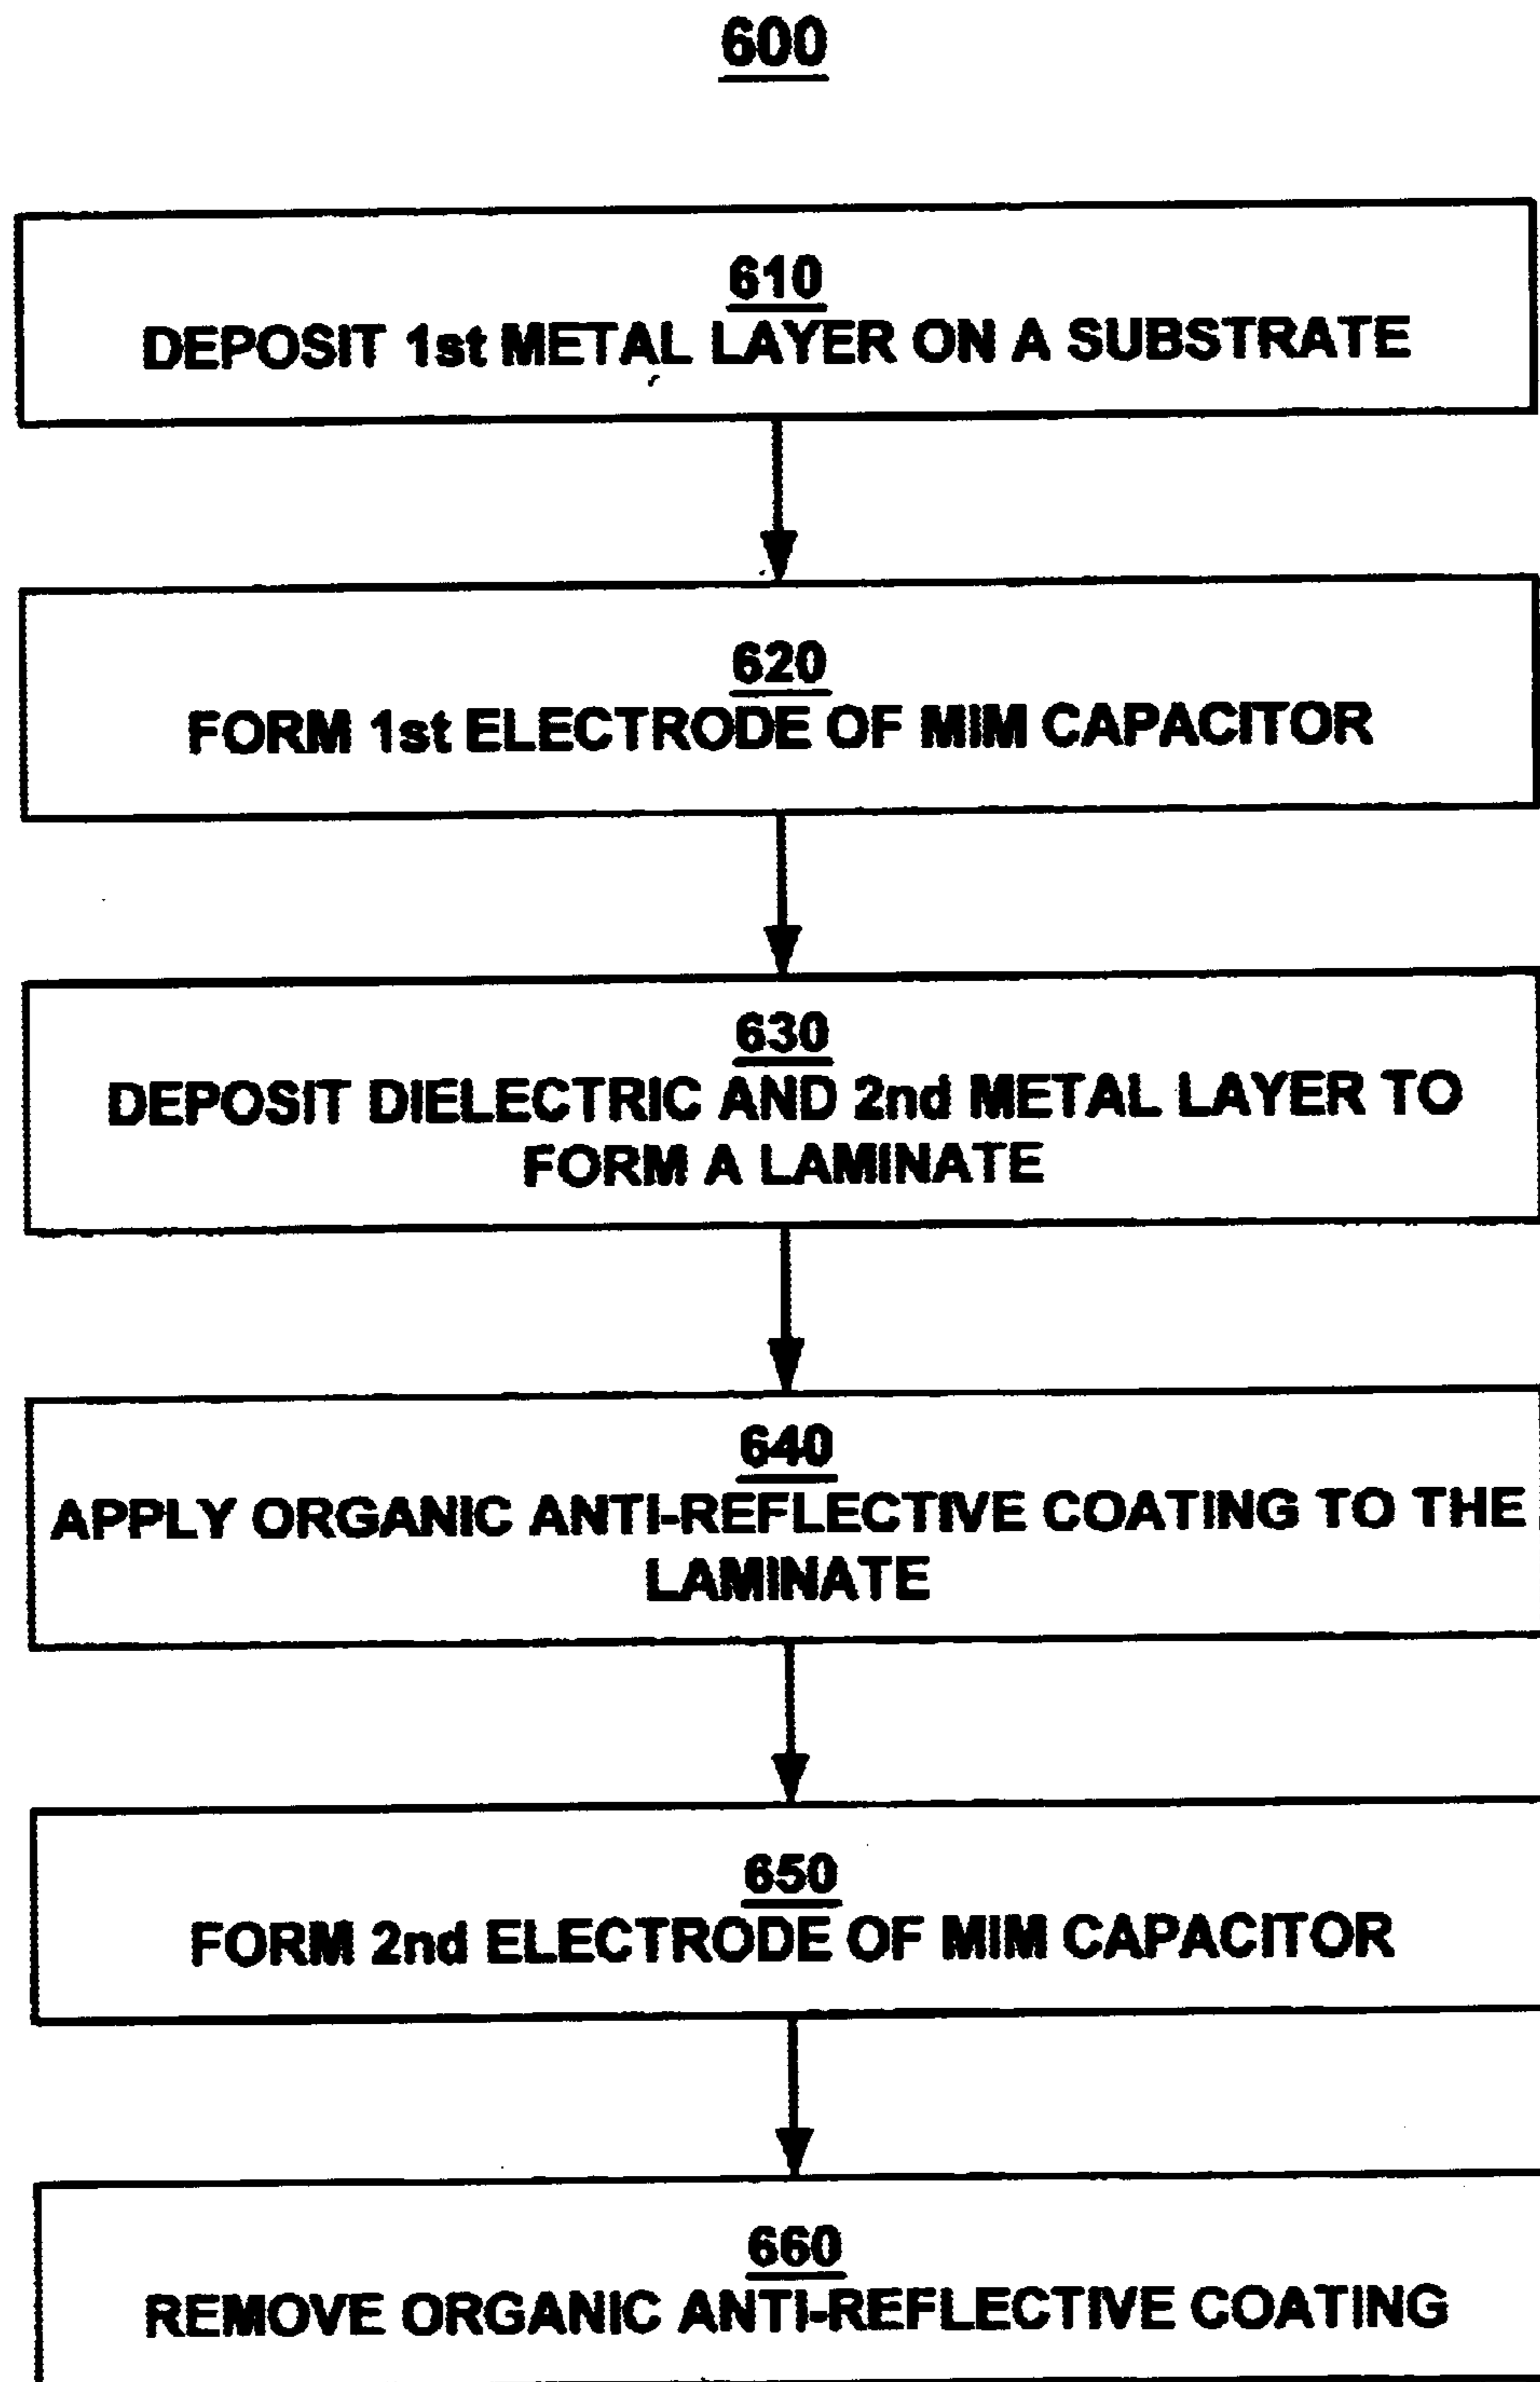 600
610
DEPOSIT 1st METAL LAYER ON A SUBSTRATE
620
FORM 1st ELECTRODE OF MIM CAPACITOR
630
DEPOSIT DIELECTRIC AND 2nd METAL LAYER TO
FORM A LAMINATE
640
APPLY ORGANIC ANTI-REFLECTIVE COATING TO THE
LAMINATE
650
FORM 2nd ELECTRODE OF MIM CAPACITOR
660
REMOVE ORGANIC ANTI-REFLECTIVE COATING